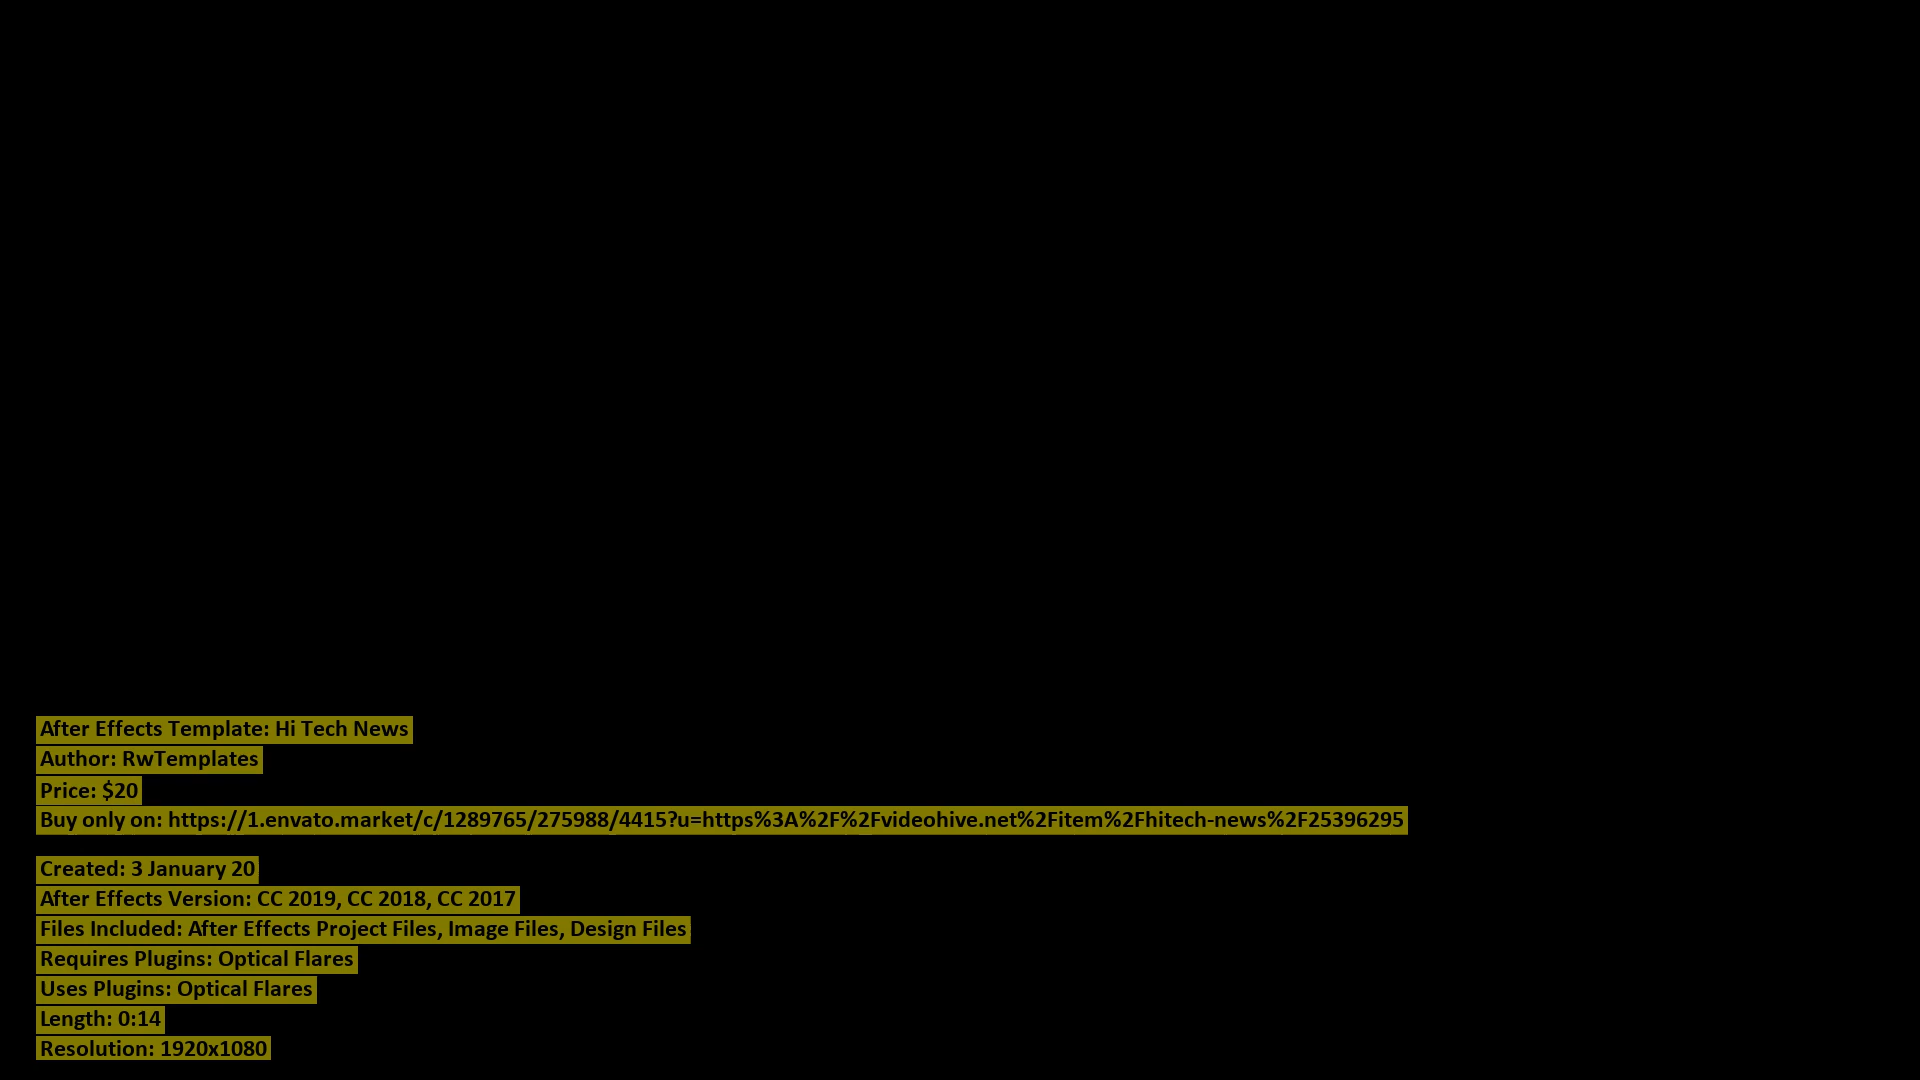 After Effects Template: Hi Tech News
Author: RwTemplates
Price: $20
Buy only on: https://1.envato.market/c/1289765/275988/4415?u=https%3A%2F%2Fvideohive.net%2Fitem%2Fhitech-news%2F25396295
Created: 3 January 20
After Effects Version: CC 2019, CC 2018, CC 2017
Files Included: After Effects Project Files, Image Files, Design Files
Requires Plugins: Optical Flares
Uses Plugins: Optical Flares
Length: 0:14
Resolution: 1920x1080